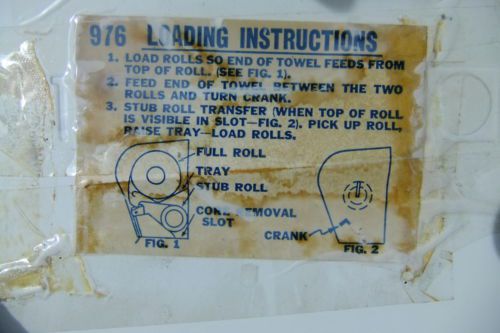 976 LOADING INSTRUCTIONS
1. LOAD ROLLS SO END OF TOWEL FEEDS FROM
TOP OF ROLL. (SEE FIG. 1).
2. FEED END OF TOWEL BETWEEN THE TWO
ROLLS AND TURN CRANK.
3. STUB ROLL TRANSFER (WHEN TOP OF ROLL
IS VISIBLE IN SLOT—FIG. 2). PICK UP ROLL,
RAISE TRAY—LOAD ROLLS.
FULL ROLL
TRAY
STUB ROLL
CORE REMOVAL
SLOT
CRANK
FIG. 1
FIG. 2